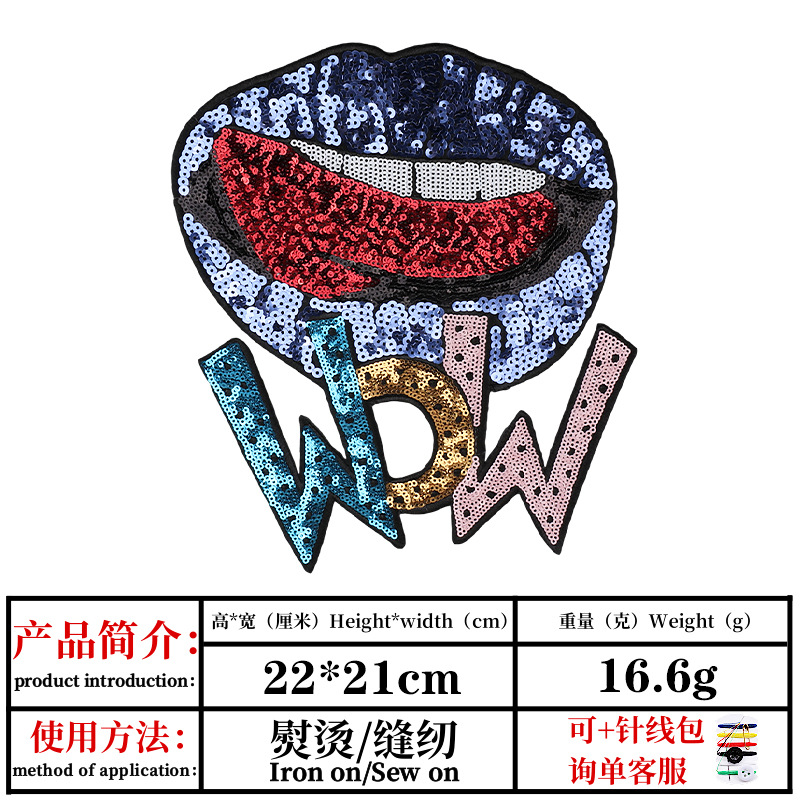 WOW
产品简介:
product introduction:
高*宽（厘米）Height*width（cm）
重量（克）Weight（g）
22*21cm
16.6g
使用方法:
method of application:
熨烫/缝纫
Iron on/Sew on
可+针线包
询单客服